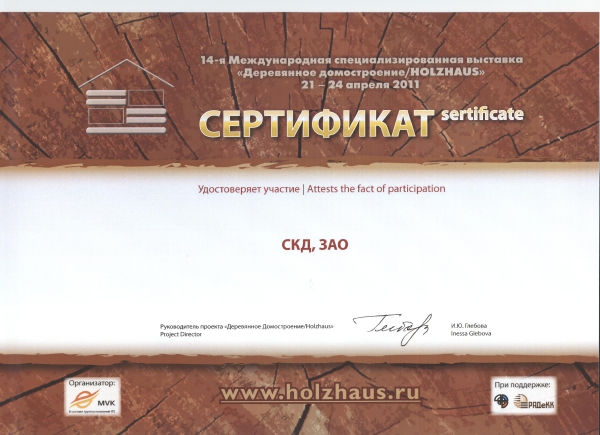 14-я Международная специализированная выставка
«Деревянное домостроение/HOLZHAUS»
21 – 24 апреля 2011
СЕРТИФИКАТ sertificate
Удостоверяет участие | Attests the fact of participation
СКД, ЗАО
Руководитель проекта «Деревянное Домостроение/Holzhaus»
Project Director
И.Ю. Глебова
Inessa Glebova
Организатор:
MVK
www.holzhaus.ru
При поддержке:
РАДеКК